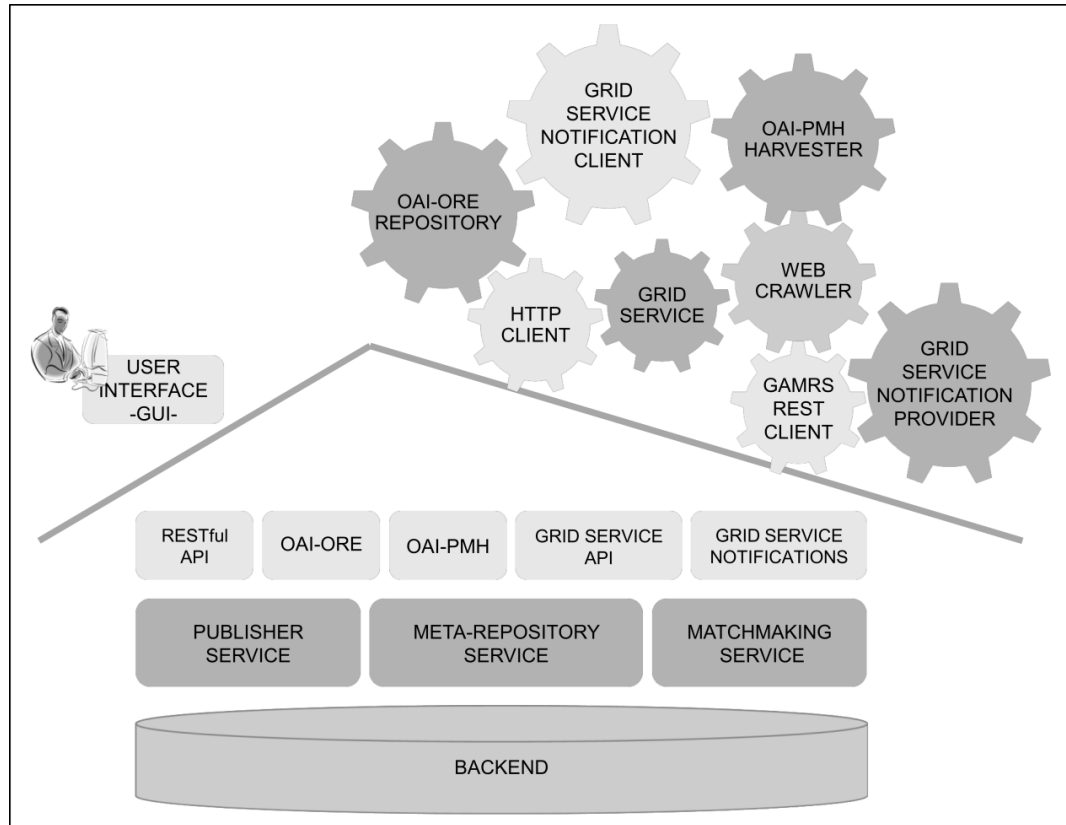 GRID
SERVICE
NOTIFICATION
CLIENT
OAI-PMH
HARVESTER
OAI-ORE
REPOSITORY
HTTP
CLIENT
GRID
SERVICE
WEB
CRAWLER
GRID
SERVICE
NOTIFICATION
PROVIDER
GAMRS
REST
CLIENT
USER
INTERFACE
-GUI-
RESTful
API
OAI-ORE
OAI-PMH
GRID SERVICE
API
GRID SERVICE
NOTIFICATIONS
PUBLISHER
SERVICE
META-REPOSITORY
SERVICE
MATCHMAKING
SERVICE
BACKEND